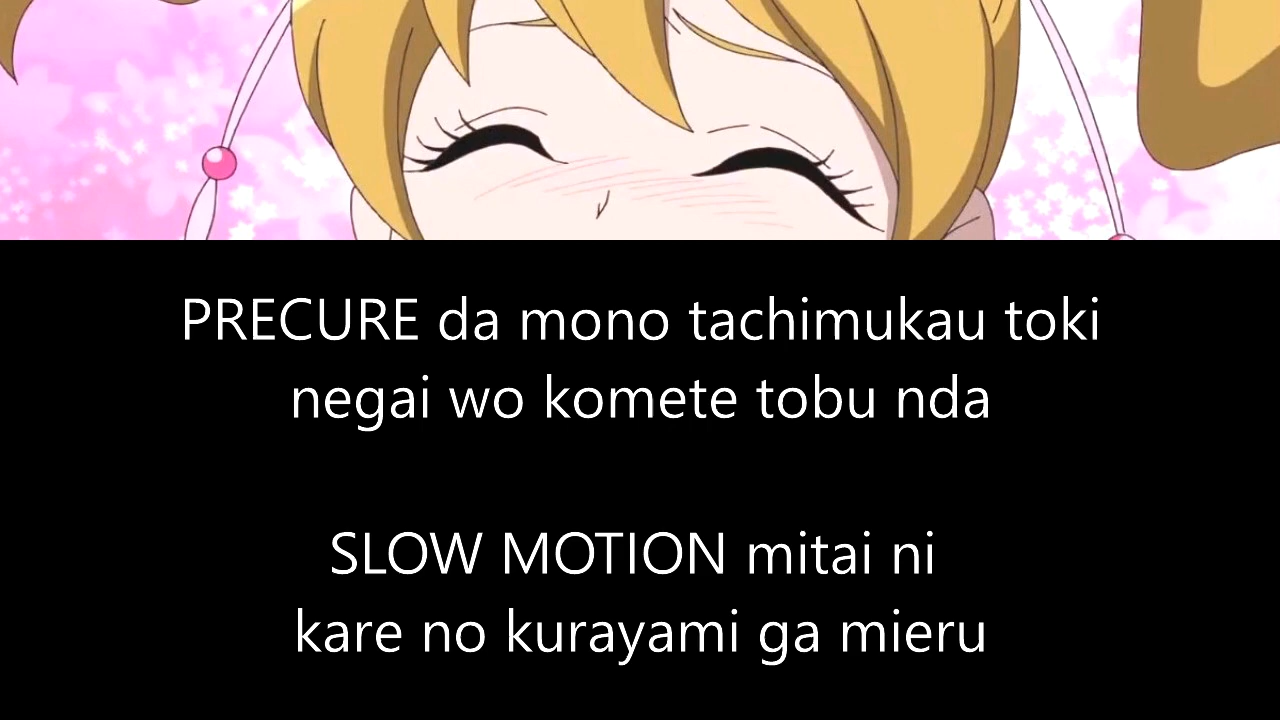 PRECURE da mono tachimukau toki
negai wo komete tobu nda
SLOW MOTION mitai ni
kare no kurayami ga mieru